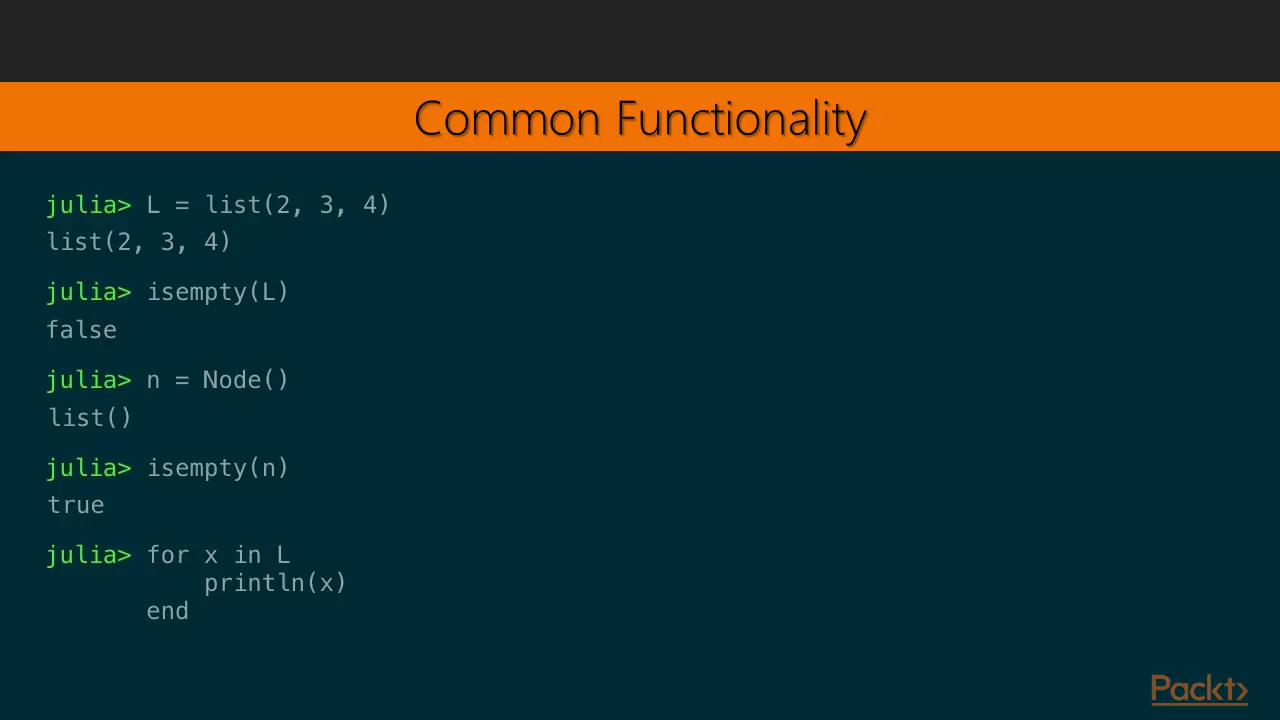 Common Functionality
julia> L = list(2, 3, 4)
list(2, 3, 4)
julia> isempty(L)
false
julia> n = Node()
list()
julia> isempty(n)
true
julia> for x in L
           println(x)
       end
Packt>